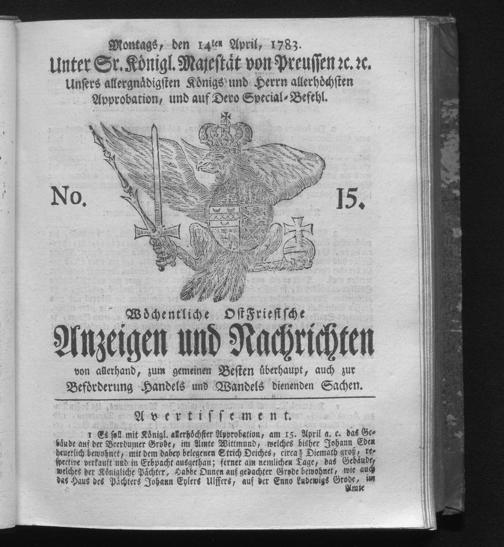 Montags, den 14ten April, 1783.
Unter Sr. Königl. Majestät von Preussen ꝛc. ꝛc.
Unsers allergnädigsten Königs und Herrn allerhöchsten
Approbation, und auf Dero Special-Befehl.
No. 15.
Wöchentliche OstFriesische
Anzeigen und Nachrichten
von allerhand, zum gemeinen Besten überhaupt, auch zur
Beförderung Handels und Wandels dienenden Sachen.
Avertissement.
1 Es soll mit Königl. allerhöchster Approbation, am 15. April a. c. das Ge-
bäude auf der Berdumer Grode, im Amte Wittmund, welches bisher Johann Eden
heuerlich bewohnet, mit dem dabey belegenen Strich Deiches, circa Diemath groß, re-
spective verkauft und in Erbpacht ausgethan; ferner am nemlichen Tage, das Gebäude,
welches der Königliche Pächter, Habbe Onnen auf gedachter Grode bewohnet, wie auch
das Haus des Pächters Johann Eylers Ulffers, auf der Enno Ludewigs Grode, im
Amte